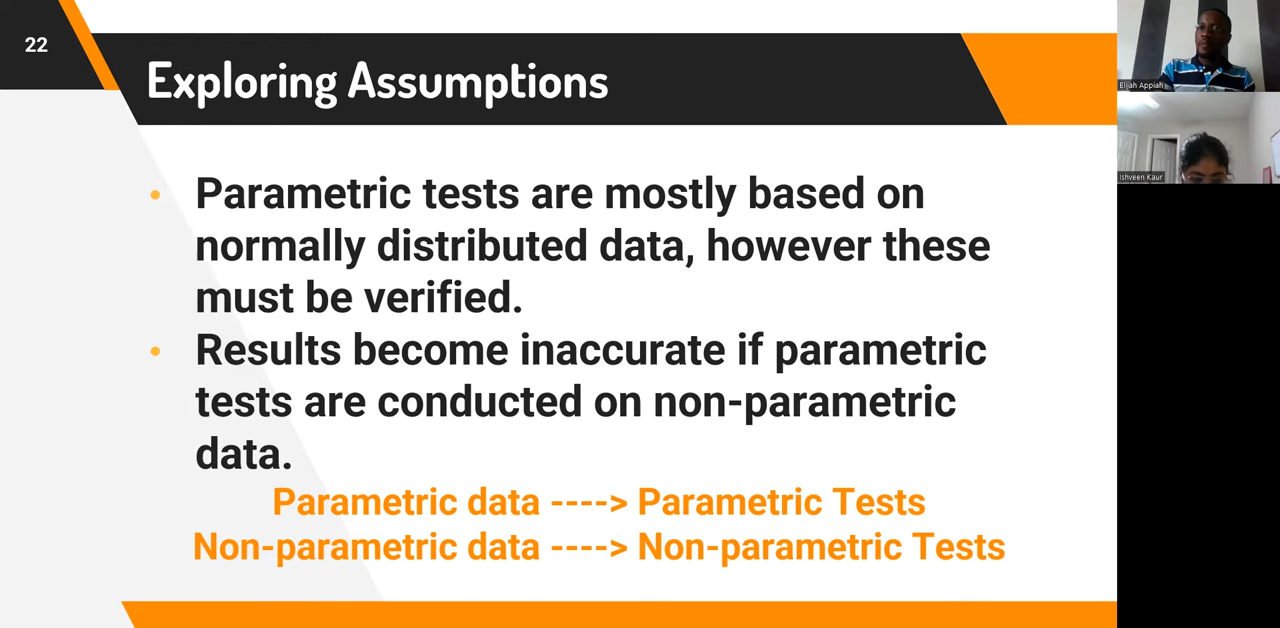 22
Exploring Assumptions
• Parametric tests are mostly based on
normally distributed data, however these
must be verified.
• Results become inaccurate if parametric
tests are conducted on non-parametric
data.
Parametric data ----> Parametric Tests
Non-parametric data ----> Non-parametric Tests
Elijah Appiah
Ishveen Kaur